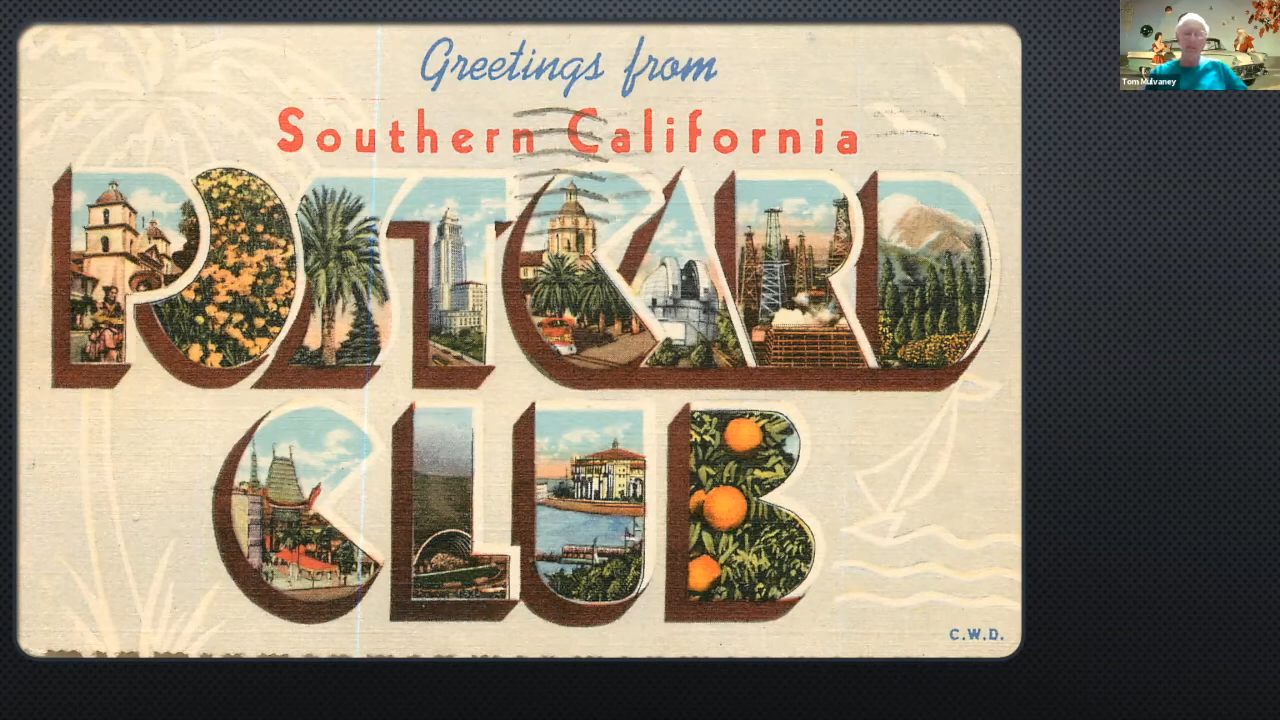 Greetings from
Southern California
POSTCARD
CLUB
C.W.D.
Tom Mulvaney